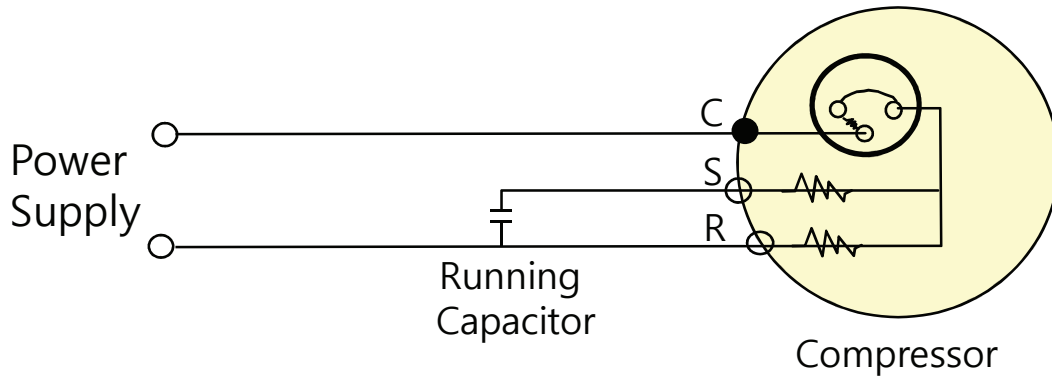 Power
Supply
C
S
R
Running
Capacitor
Compressor